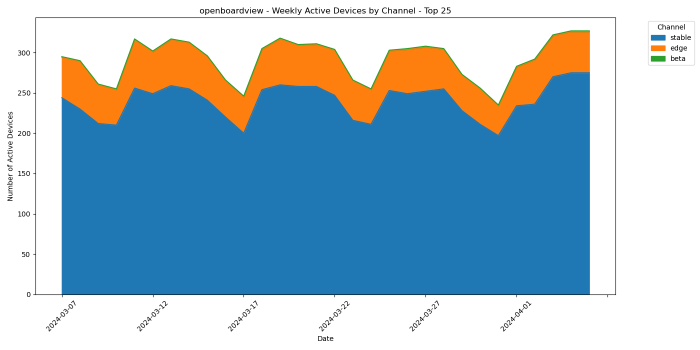 openboardview - Weekly Active Devices by Channel - Top 25
Channel
stable
edge
beta
Number of Active Devices
300
250
200
150
100
50
0
2024-03-07
2024-03-12
2024-03-17
2024-03-22
2024-03-27
2024-04-01
Date